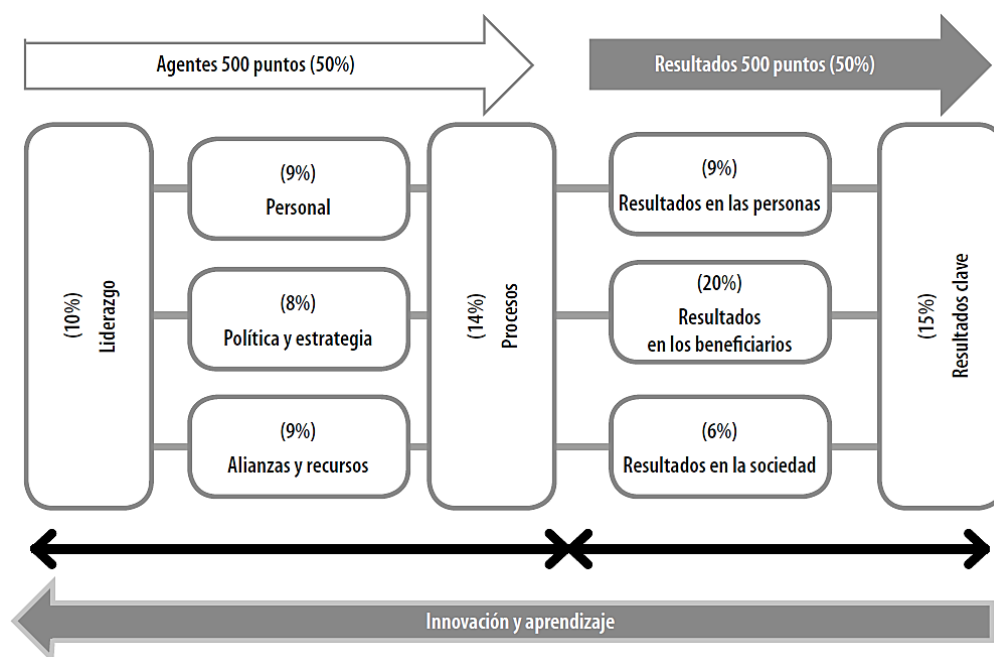 Agentes 500 puntos (50%)
Resultados 500 puntos (50%)
(10%)
Liderazgo
(9%)
Personal
(8%)
Política y estrategia
(9%)
Alianzas y recursos
(14%)
Procesos
(9%)
Resultados en las personas
(20%)
Resultados
en los beneficiarios
(6%)
Resultados en la sociedad
(15%)
Resultados clave
Innovación y aprendizaje